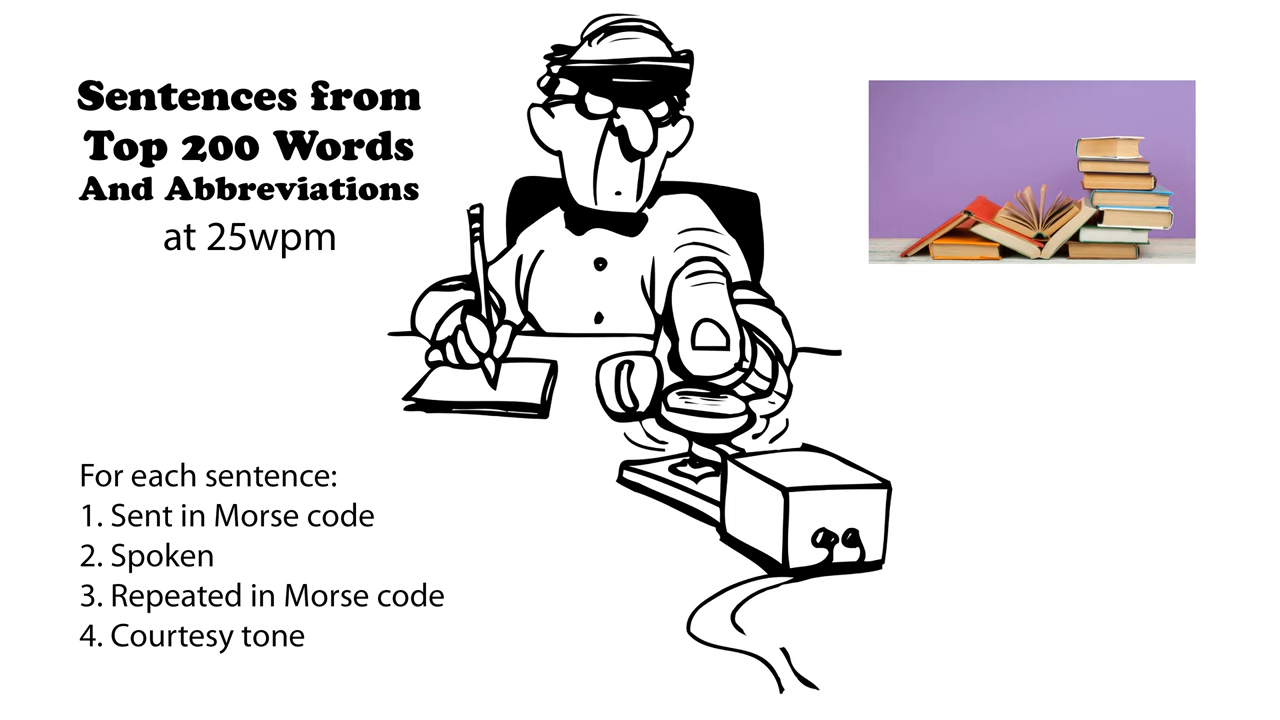 Sentences from
Top 200 Words
And Abbreviations
at 25wpm
For each sentence:
1. Sent in Morse code
2. Spoken
3. Repeated in Morse code
4. Courtesy tone